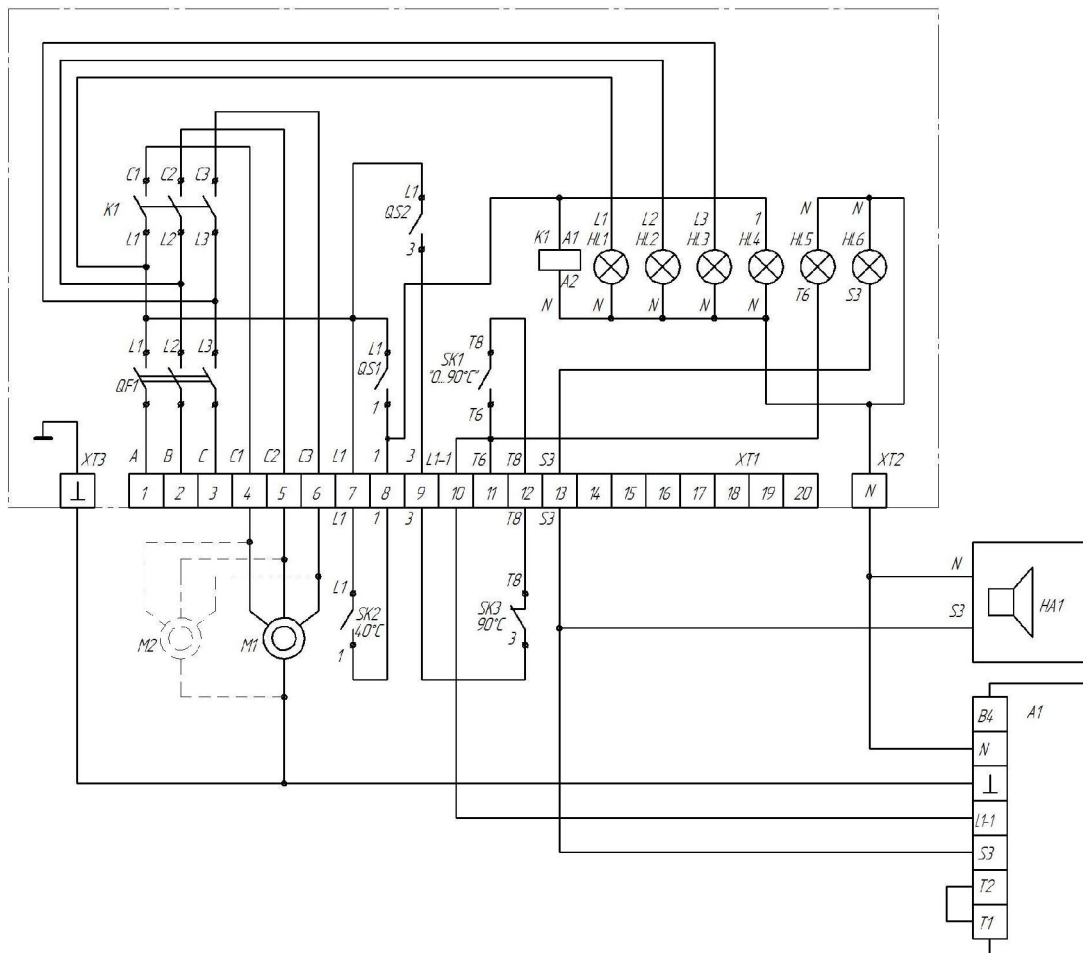 C1 C2 C3
K1
L1 L2 L3
L1
QS2
3
K1 A1
A2
N
L1 L2 L3 1 N N
HL1 HL2 HL3 HL4 HL5 HL6
N N N N T6 S3
L1 L2 L3
QF1
L1
QS1
1
T8
SK1
"0...90°C"
T6
XT3 A B C C1 C2 C3 L1 1 3 L1-1 T6 T8 S3 XT1 XT2
⊥ 1 2 3 4 5 6 7 8 9 10 11 12 13 14 15 16 17 18 19 20 N
L1 1 3 T8 S3
L1
SK2
40°C
1
T8
SK3
90°C
3
M2 M1
N
S3
HA1
B4 A1
N
⊥
L1-1
S3
T2
T1